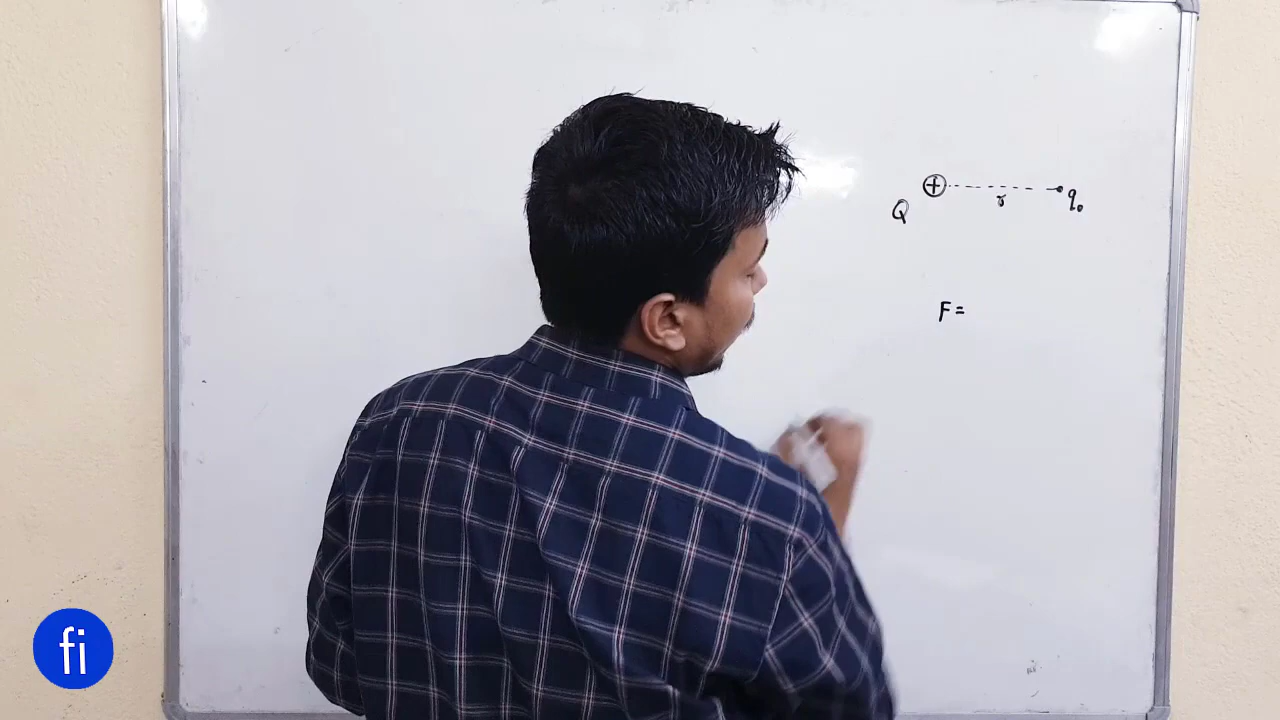 +
r
Q q₀
F =
fi